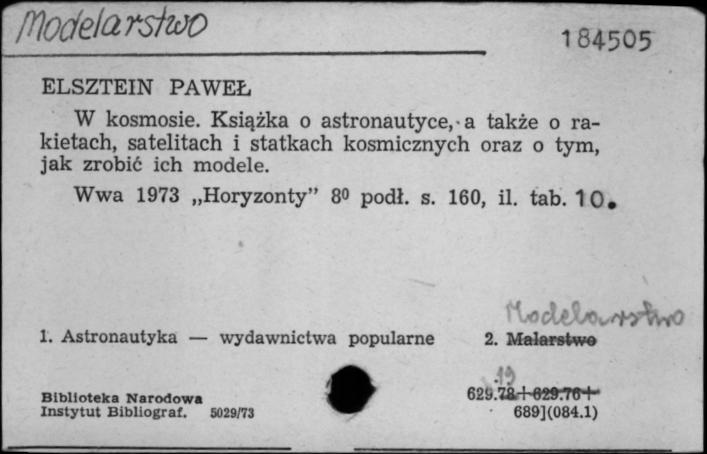 Modelarstwo
184505
ELSZTEIN PAWEŁ
W kosmosie. Książka o astronautyce, a także o ra-
kietach, satelitach i statkach kosmicznych oraz o tym,
jak zrobić ich modele.
Wwa 1973 „Horyzonty” 8⁰ podł. s. 160, il. tab. 10.
Modelarstwo
1. Astronautyka — wydawnictwa popularne 2. Malarstwo
.19
Biblioteka Narodowa 629.78+629.76+
Instytut Bibliograf. 5029/73 689](084.1)